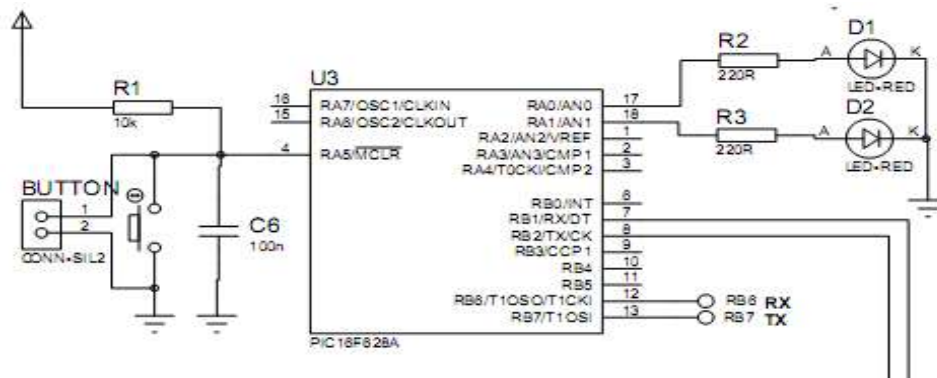 R1
10k
BUTTON
1
2
CONN-SIL2
C6
100n
U3
16 RA7/OSC1/CLKIN
15 RA6/OSC2/CLKOUT
4 RA5/MCLR
RA0/AN0 17
RA1/AN1 18
RA2/AN2/VREF 1
RA3/AN3/CMP1 2
RA4/T0CKI/CMP2 3
RB0/INT 6
RB1/RX/DT 7
RB2/TX/CK 8
RB3/CCP1 9
RB4 10
RB5 11
RB6/T1OSO/T1CKI 12
RB7/T1OSI 13
PIC16F628A
R2
220R
A D1 K
LED-RED
R3
220R
A D2 K
LED-RED
RB6 RX
RB7 TX